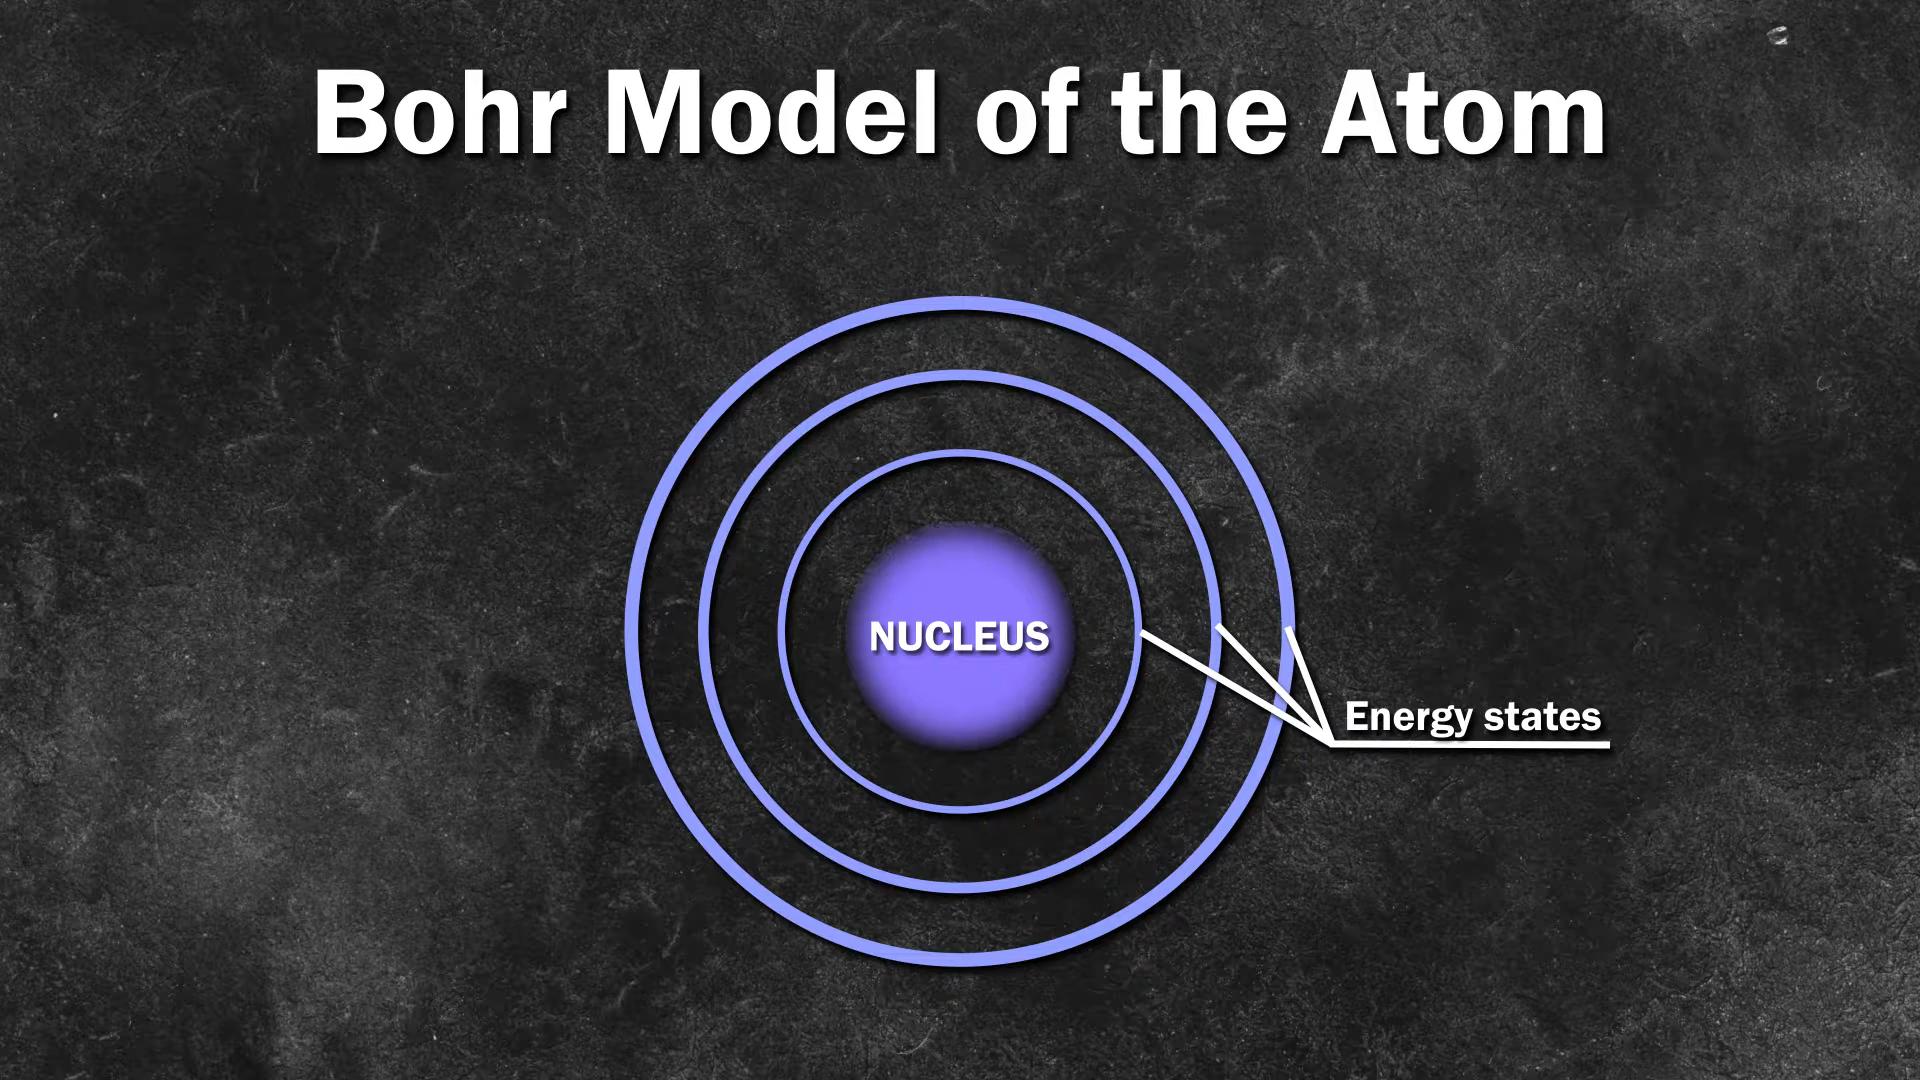 Bohr Model of the Atom
NUCLEUS
Energy states